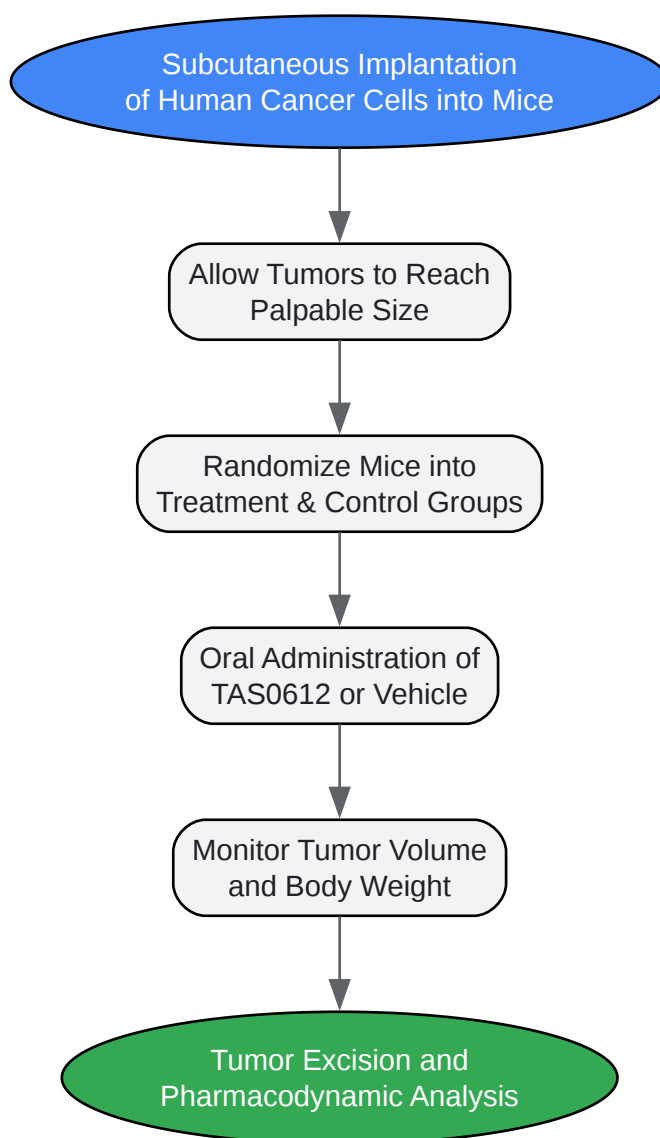 Subcutaneous Implantation
of Human Cancer Cells into Mice
Allow Tumors to Reach
Palpable Size
Randomize Mice into
Treatment & Control Groups
Oral Administration of
TAS0612 or Vehicle
Monitor Tumor Volume
and Body Weight
Tumor Excision and
Pharmacodynamic Analysis